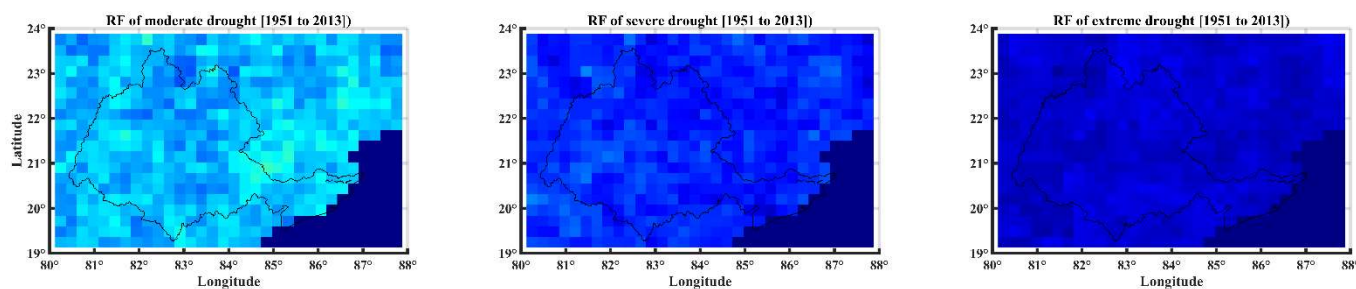 RF of moderate drought [1951 to 2013])
24°
23°
22°
21°
20°
19°
Latitude
80° 81° 82° 83° 84° 85° 86° 87° 88°
Longitude
RF of severe drought [1951 to 2013])
24°
23°
22°
21°
20°
19°
80° 81° 82° 83° 84° 85° 86° 87° 88°
Longitude
RF of extreme drought [1951 to 2013])
24°
23°
22°
21°
20°
19°
80° 81° 82° 83° 84° 85° 86° 87° 88°
Longitude